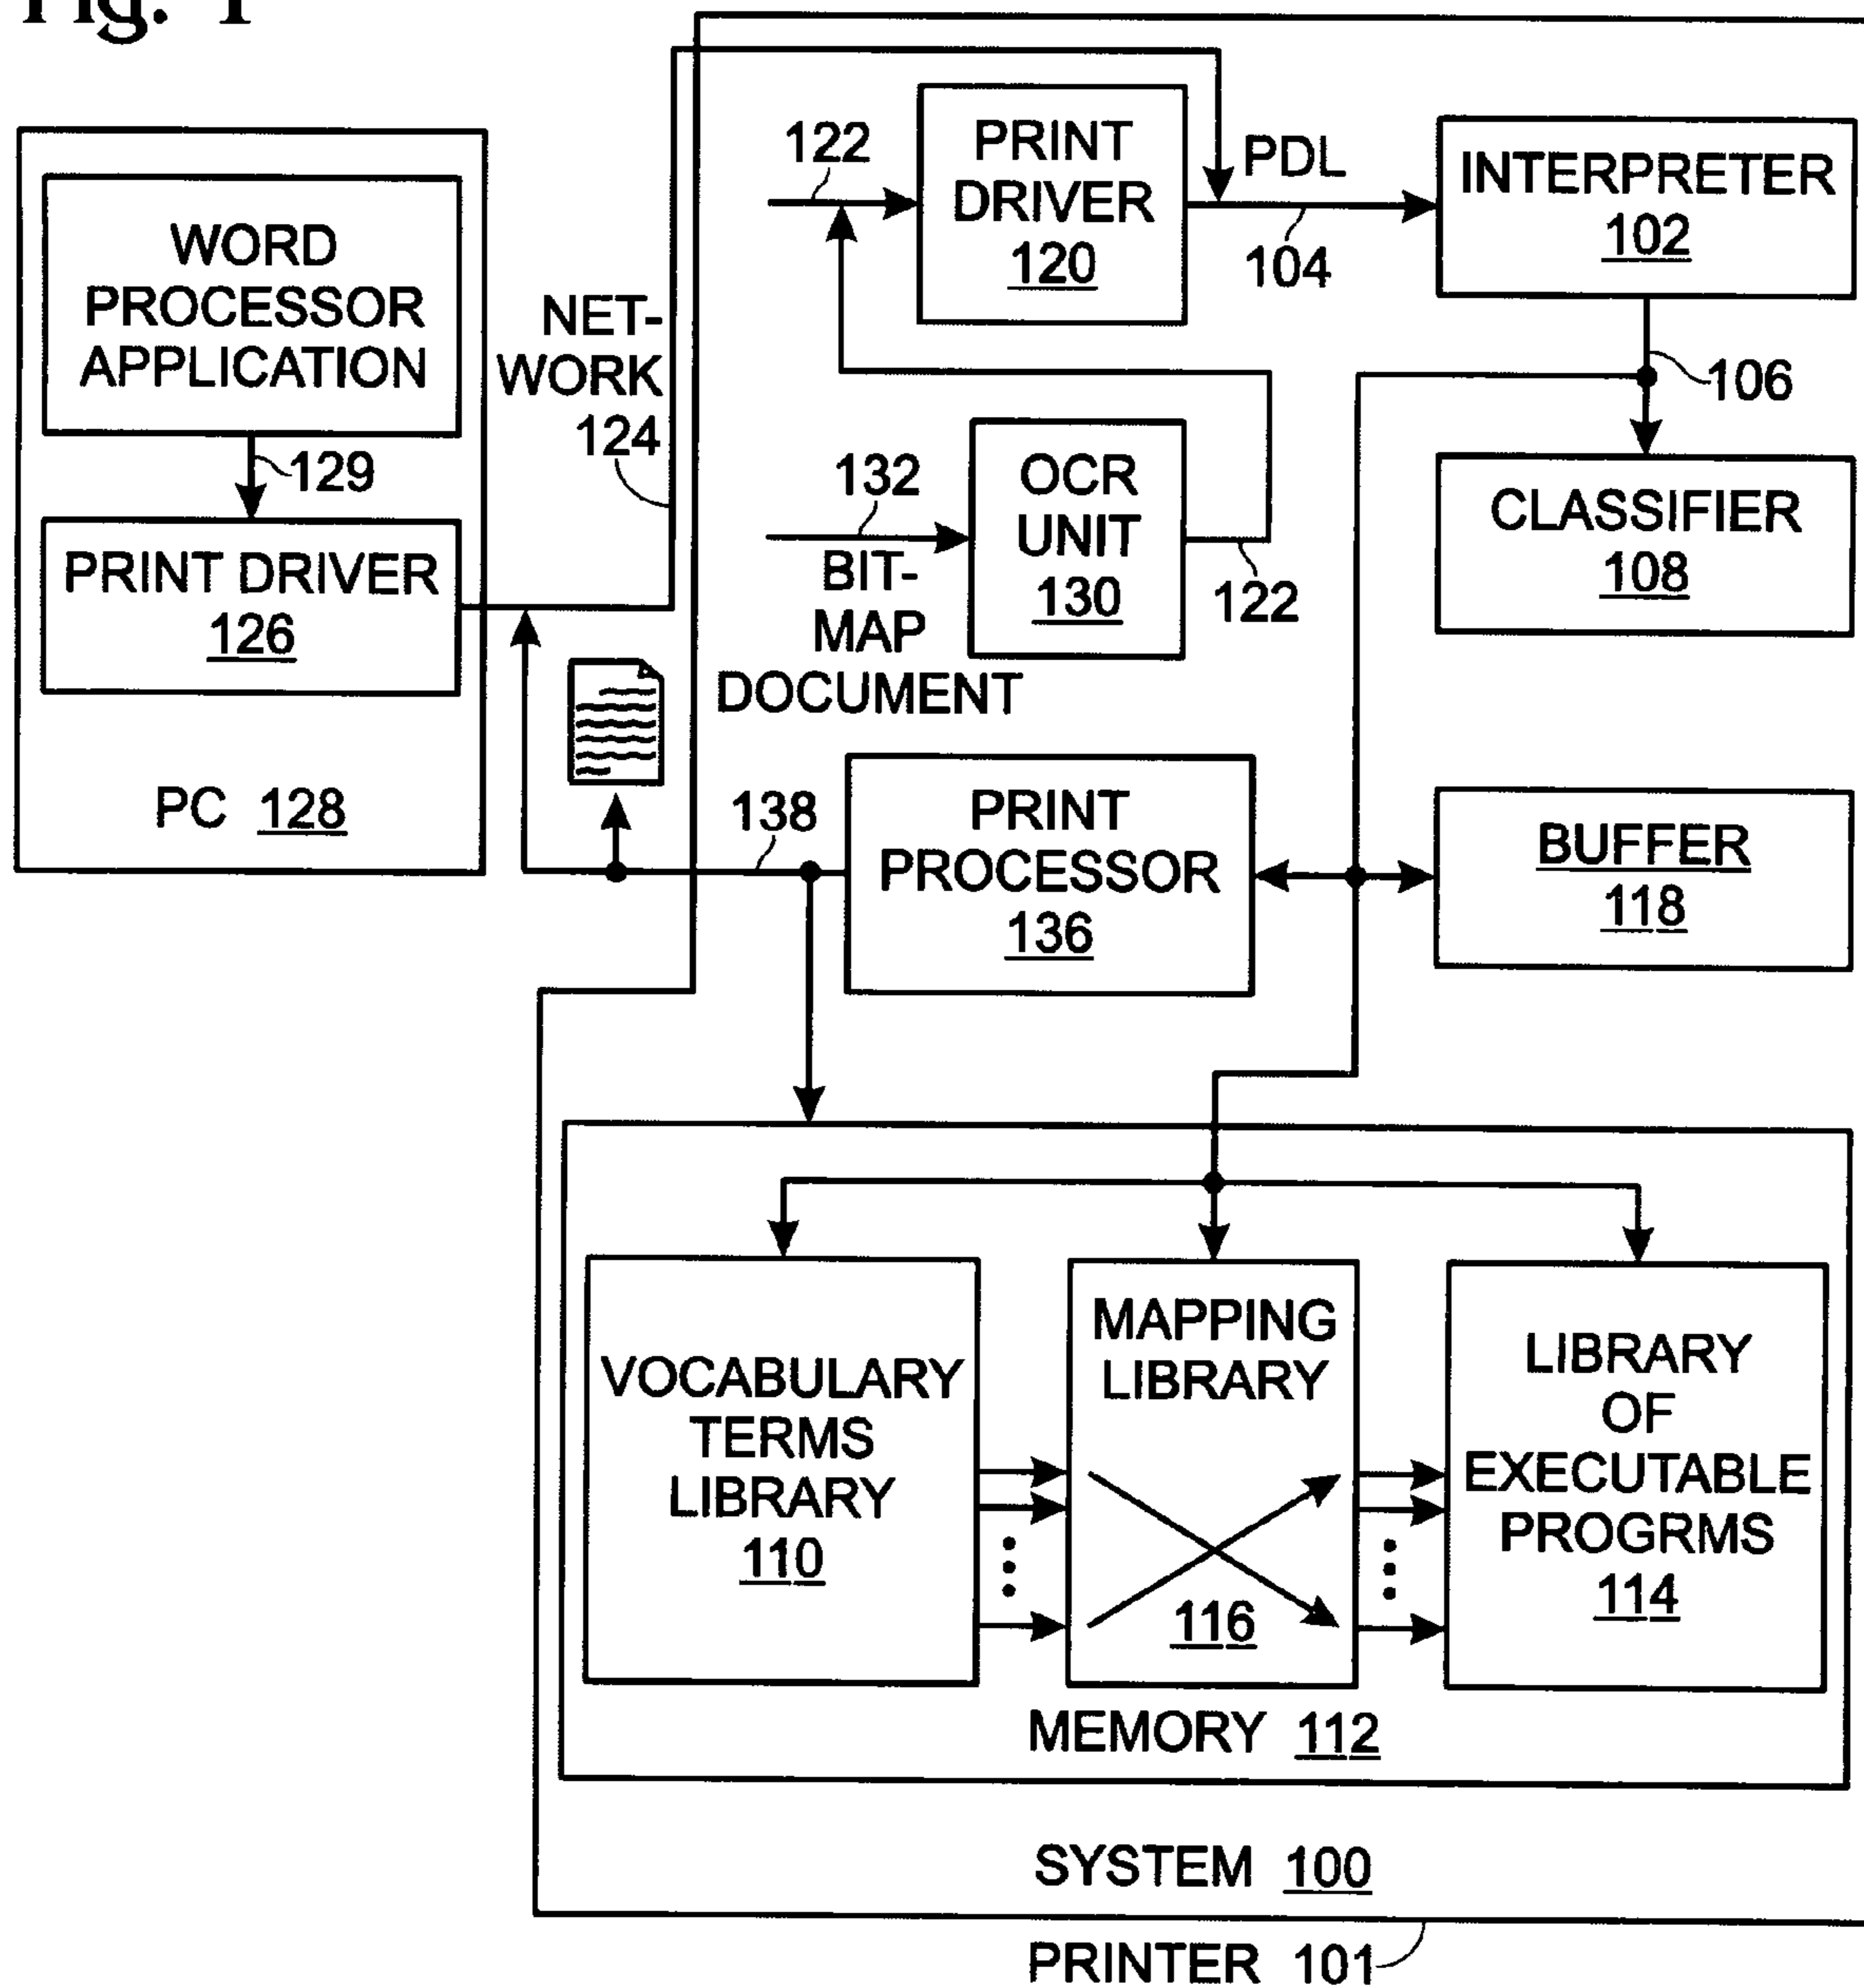 Fig. 1
WORD
PROCESSOR
APPLICATION
129
PRINT DRIVER
126
PC 128
NET-
WORK
124
122
PRINT
DRIVER
120
PDL
104
INTERPRETER
102
106
132
BIT-
MAP
DOCUMENT
OCR
UNIT
130
122
CLASSIFIER
108
138
PRINT
PROCESSOR
136
BUFFER
118
VOCABULARY
TERMS
LIBRARY
110
MAPPING
LIBRARY
116
LIBRARY
OF
EXECUTABLE
PROGRMS
114
MEMORY 112
SYSTEM 100
PRINTER 101